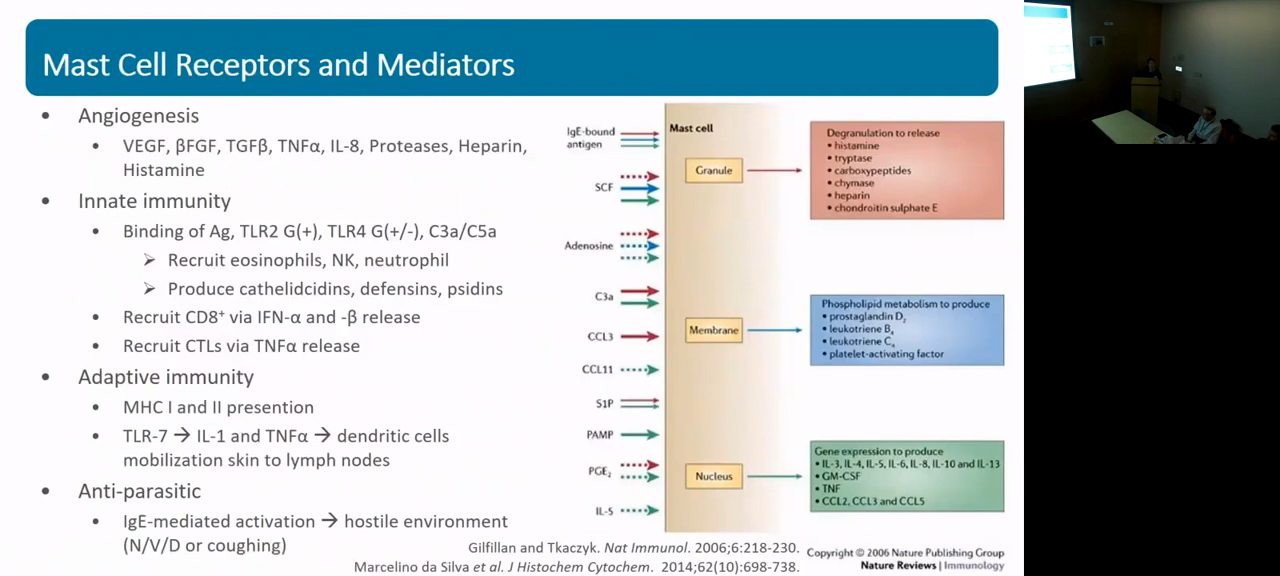 Mast Cell Receptors and Mediators
• Angiogenesis
• VEGF, βFGF, TGFβ, TNFα, IL-8, Proteases, Heparin,
Histamine
• Innate immunity
• Binding of Ag, TLR2 G(+), TLR4 G(+/-), C3a/C5a
➢ Recruit eosinophils, NK, neutrophil
➢ Produce cathelidcidins, defensins, psidins
• Recruit CD8⁺ via IFN-α and -β release
• Recruit CTLs via TNFα release
• Adaptive immunity
• MHC I and II presention
• TLR-7 → IL-1 and TNFα → dendritic cells
mobilization skin to lymph nodes
• Anti-parasitic
• IgE-mediated activation → hostile environment
(N/V/D or coughing)
IgE-bound
antigen
SCF
Adenosine
C3a
CCL3
CCL11
S1P
PAMP
PGE₂
IL-5
Mast cell
Granule
Membrane
Nucleus
Degranulation to release
• histamine
• tryptase
• carboxypeptides
• chymase
• heparin
• chondroitin sulphate E
Phospholipid metabolism to produce
• prostaglandin D₂
• leukotriene B₄
• leukotriene C₄
• platelet-activating factor
Gene expression to produce
• IL-3, IL-4, IL-5, IL-6, IL-8, IL-10 and IL-13
• GM-CSF
• TNF
• CCL2, CCL3 and CCL5
Gilfillan and Tkaczyk. Nat Immunol. 2006;6:218-230.
Marcelino da Silva et al. J Histochem Cytochem. 2014;62(10):698-738.
Copyright © 2006 Nature Publishing Group
Nature Reviews | Immunology